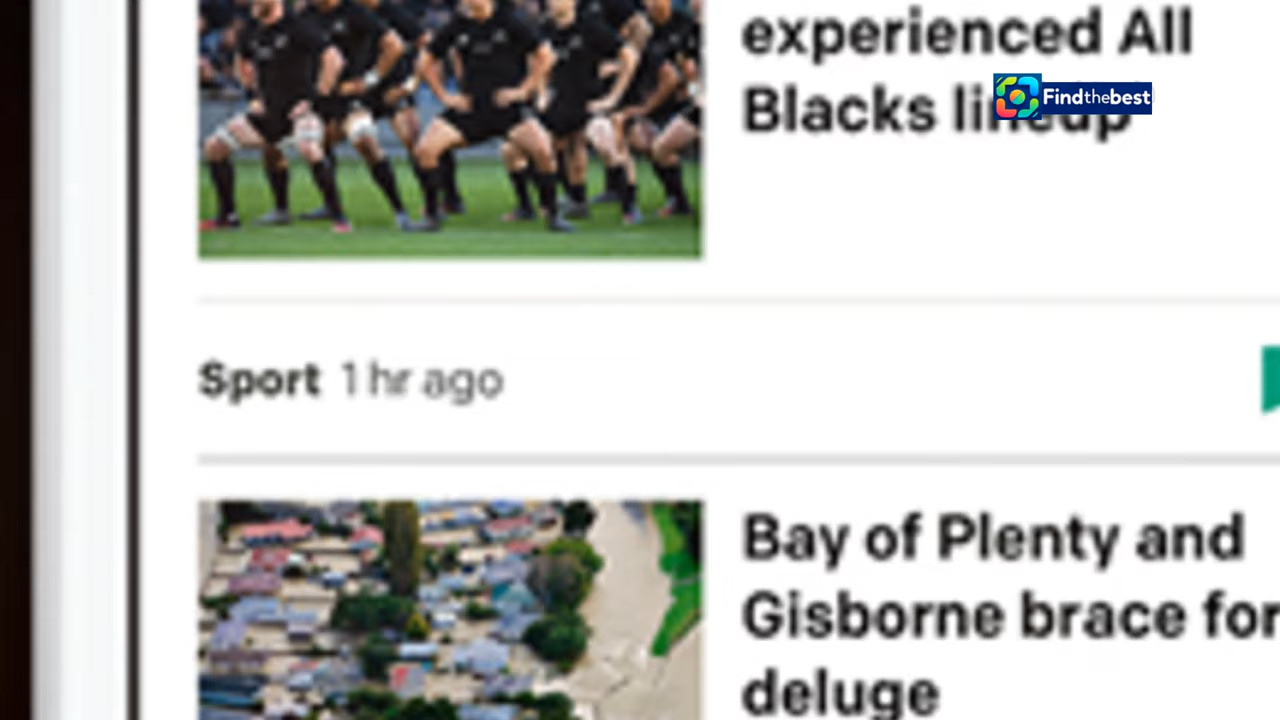 experienced All
Blacks lineup
Findthebest
Sport 1 hr ago
Bay of Plenty and
Gisborne brace for
deluge